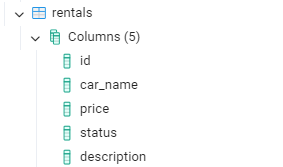 rentals
Columns (5)
id
car_name
price
status
description